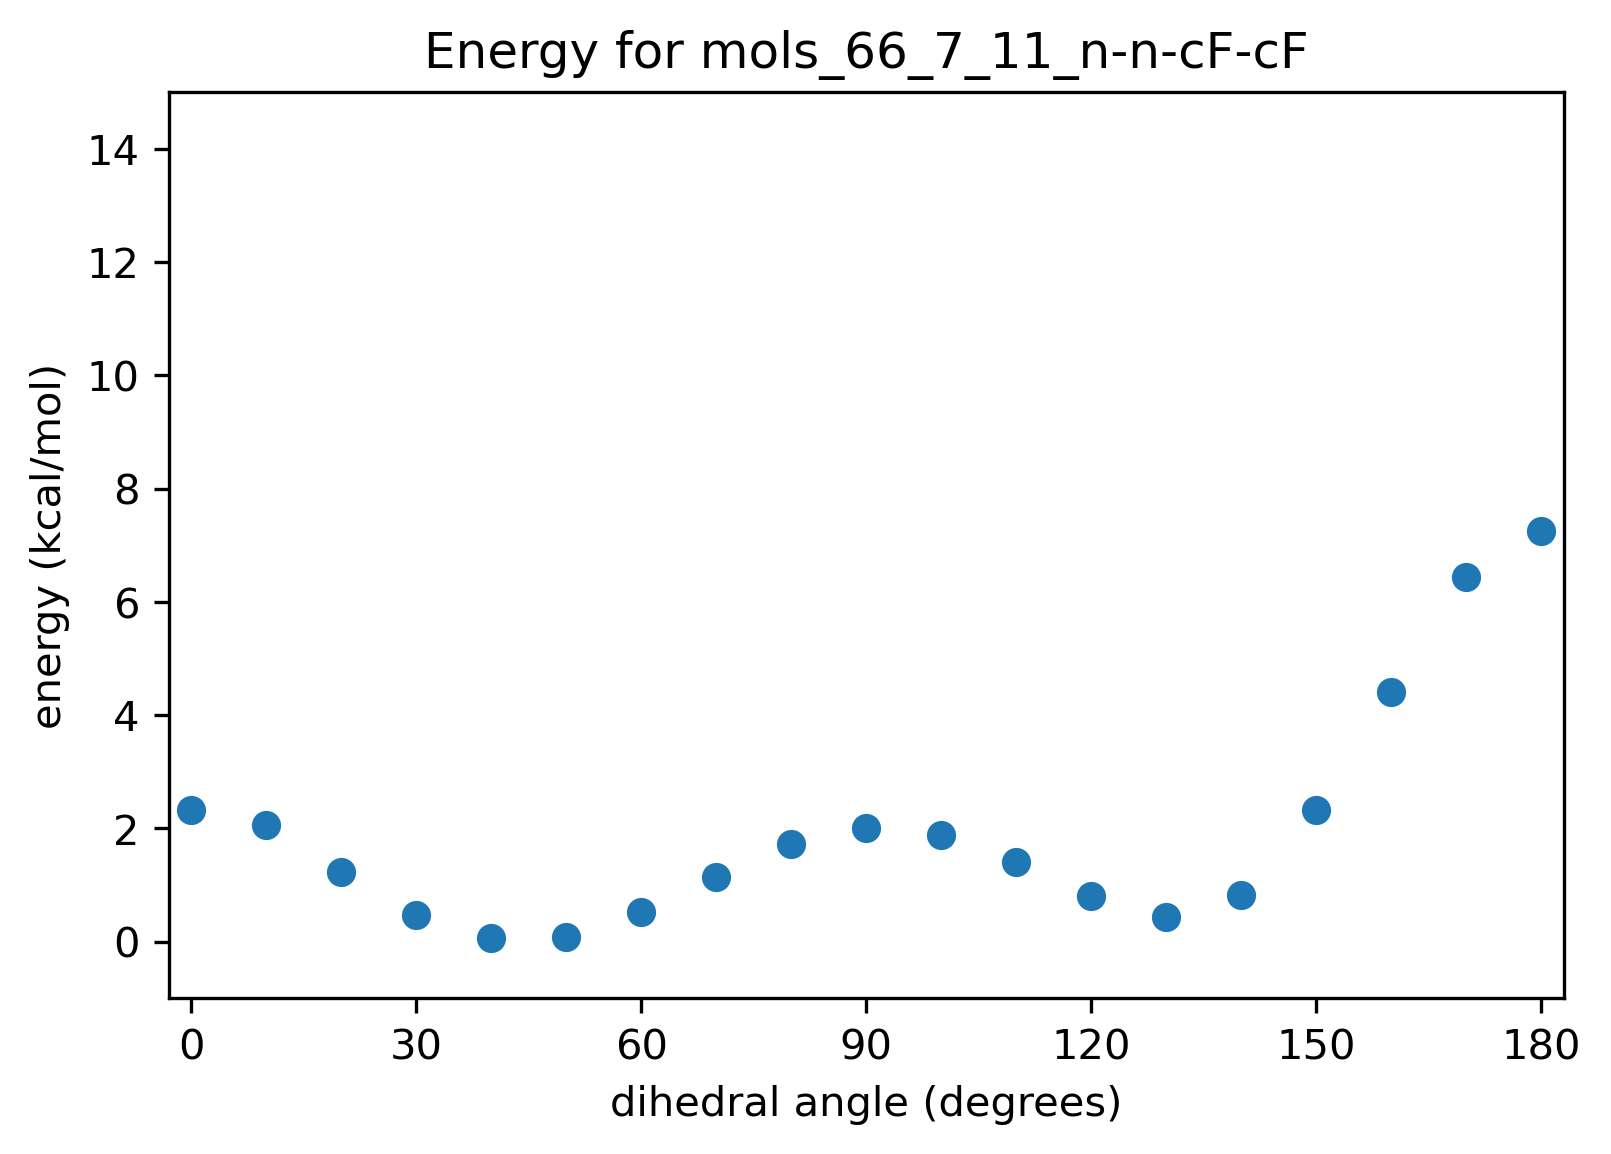 Energy for mols_66_7_11_n-n-cF-cF
energy (kcal/mol)
14
12
10
8
6
4
2
0
0 30 60 90 120 150 180
dihedral angle (degrees)